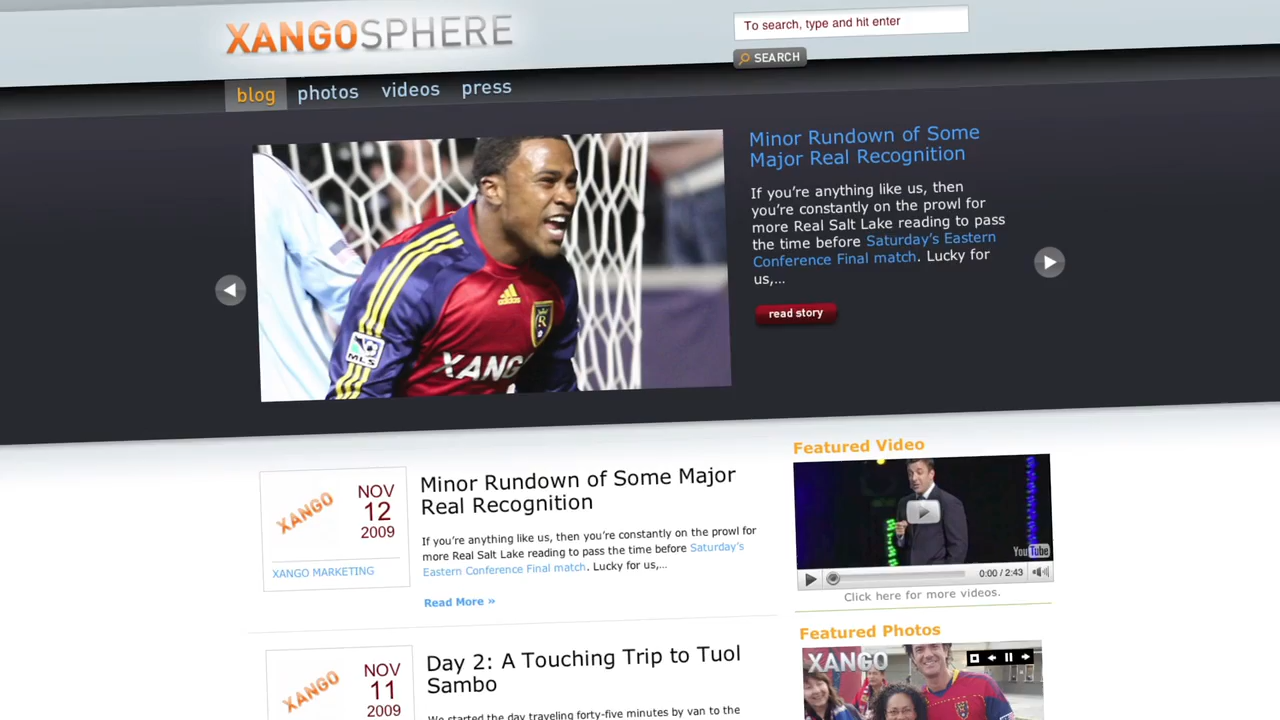 XANGOSPHERE
To search, type and hit enter
SEARCH
blog photos videos press
Minor Rundown of Some
Major Real Recognition
If you’re anything like us, then
you’re constantly on the prowl for
more Real Salt Lake reading to pass
the time before Saturday’s Eastern
Conference Final match. Lucky for
us,...
read story
MLS
adidas
XANGO
Minor Rundown of Some Major
Real Recognition
XANGO
NOV
12
2009
XANGO MARKETING
If you’re anything like us, then you’re constantly on the prowl for
more Real Salt Lake reading to pass the time before Saturday’s
Eastern Conference Final match. Lucky for us,...
Read More »
Day 2: A Touching Trip to Tuol
Sambo
XANGO
NOV
11
2009
We started the day traveling forty-five minutes by van to the
Featured Video
YouTube
0:00 / 2:43
Click here for more videos.
Featured Photos
XANGO